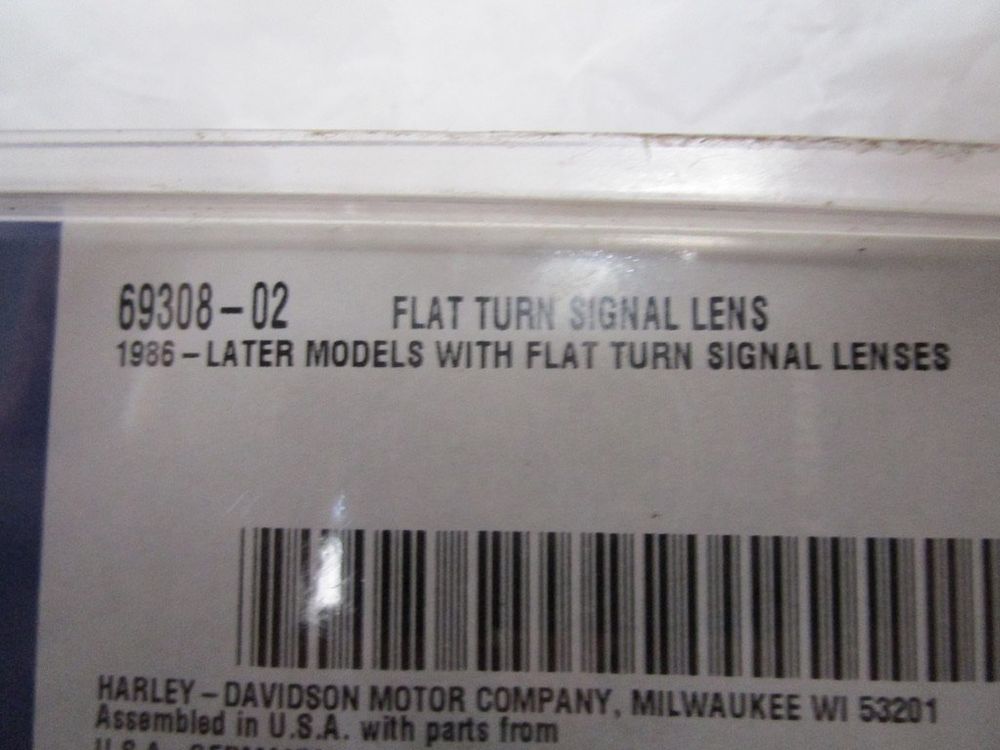 69308-02 FLAT TURN SIGNAL LENS
1986-LATER MODELS WITH FLAT TURN SIGNAL LENSES
HARLEY-DAVIDSON MOTOR COMPANY, MILWAUKEE WI 53201
Assembled in U.S.A. with parts from
U.S.A.